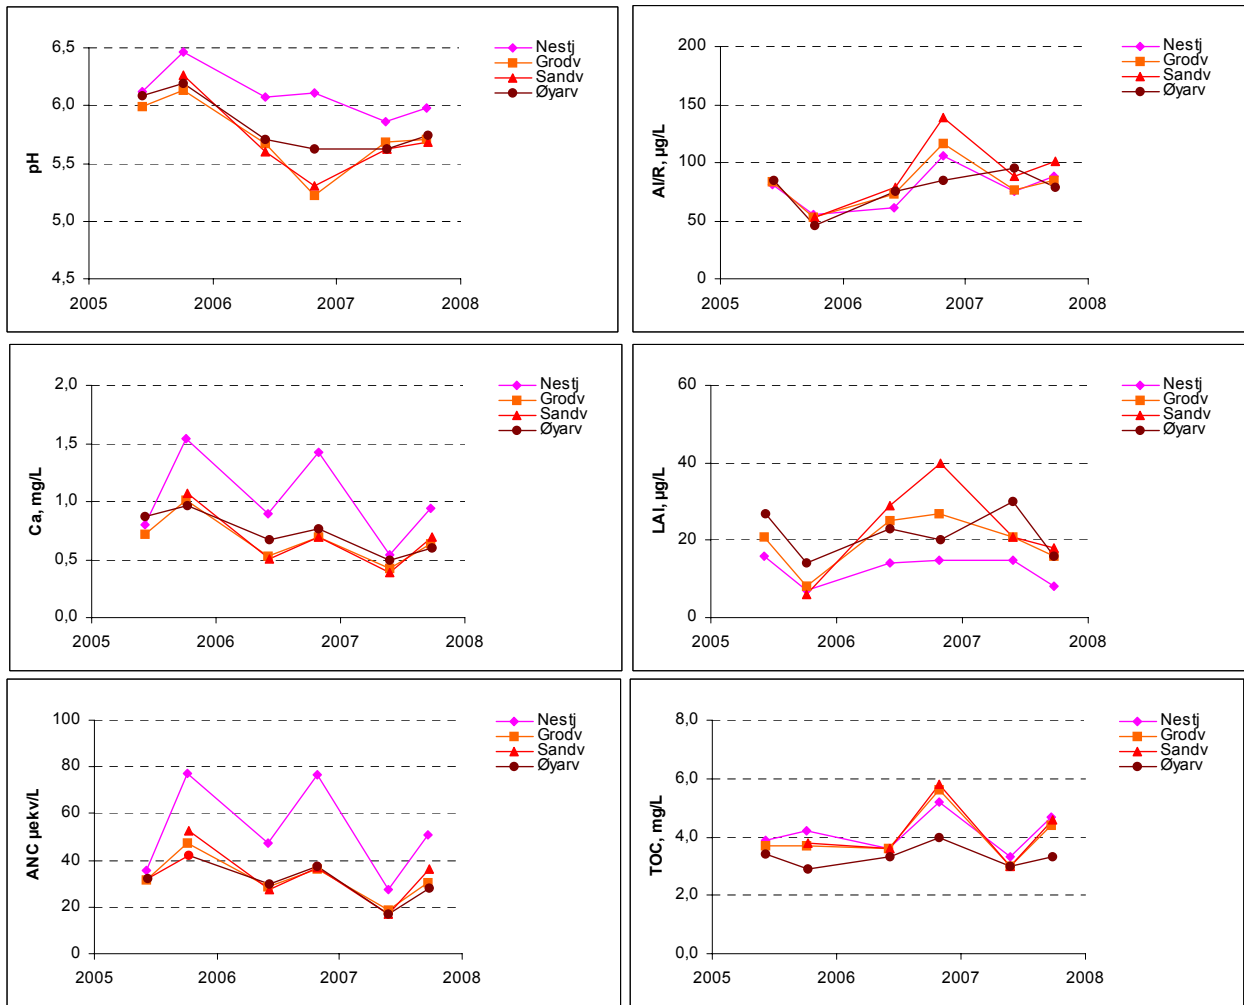 pH
6,5
6,0
5,5
5,0
4,5
2005 2006 2007 2008
Nestj
Grodv
Sandv
Øyarv
Al/R, µg/L
200
150
100
50
0
2005 2006 2007 2008
Nestj
Grodv
Sandv
Øyarv
Ca, mg/L
2,0
1,5
1,0
0,5
0,0
2005 2006 2007 2008
Nestj
Grodv
Sandv
Øyarv
LAl, µg/L
60
40
20
0
2005 2006 2007 2008
Nestj
Grodv
Sandv
Øyarv
ANC µekv/L
100
80
60
40
20
0
2005 2006 2007 2008
Nestj
Grodv
Sandv
Øyarv
TOC, mg/L
8,0
6,0
4,0
2,0
0,0
2005 2006 2007 2008
Nestj
Grodv
Sandv
Øyarv